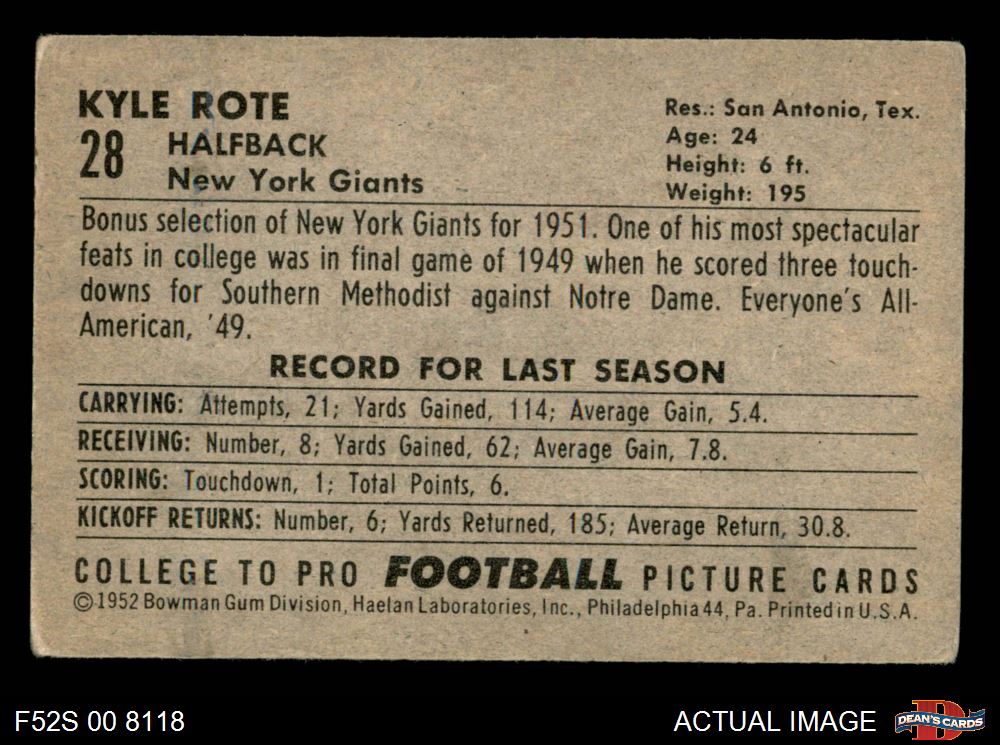 KYLE ROTE
28 HALFBACK
New York Giants
Res.: San Antonio, Tex.
Age: 24
Height: 6 ft.
Weight: 195
Bonus selection of New York Giants for 1951. One of his most spectacular
feats in college was in final game of 1949 when he scored three touch-
downs for Southern Methodist against Notre Dame. Everyone's All-
American, '49.
RECORD FOR LAST SEASON
CARRYING: Attempts, 21; Yards Gained, 114; Average Gain, 5.4.
RECEIVING: Number, 8; Yards Gained, 62; Average Gain, 7.8.
SCORING: Touchdown, 1; Total Points, 6.
KICKOFF RETURNS: Number, 6; Yards Returned, 185; Average Return, 30.8.
COLLEGE TO PRO FOOTBALL PICTURE CARDS
©1952 Bowman Gum Division, Haelan Laboratories, Inc., Philadelphia 44, Pa. Printed in U.S.A.
F52S 00 8118
ACTUAL IMAGE
D
DEAN'S CARDS